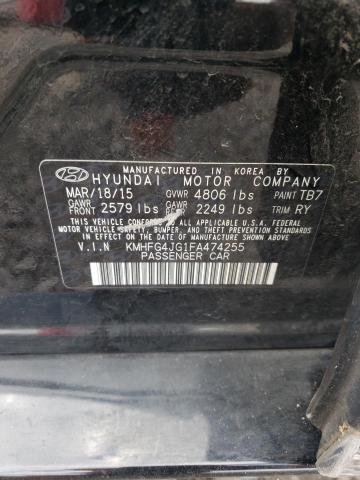 MANUFACTURED IN KOREA BY
HYUNDAI MOTOR COMPANY
MAR/18/15 GVWR 4806 lbs PAINT TB7
GAWR FRONT 2579 lbs GAWR 2249 lbs TRIM RY
THIS VEHICLE CONFORMS TO ALL APPLICABLE U.S. FEDERAL
MOTOR VEHICLE SAFETY, BUMPER, AND THEFT PREVENTION
STANDARDS IN EFFECT ON THE DATE OF MANUFACTURE SHOWN ABOVE.
V.I.N KMHFG4JG1FA474255
PASSENGER CAR